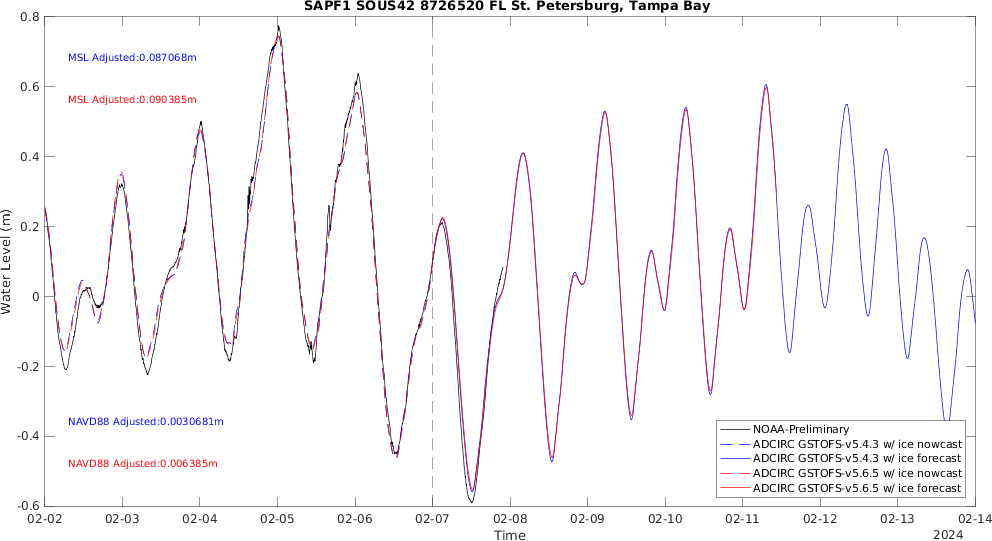 SAPF1 SOUS42 8726520 FL St. Petersburg, Tampa Bay
0.8
0.6
0.4
0.2
0
-0.2
-0.4
-0.6
Water Level (m)
MSL Adjusted:0.087068m
MSL Adjusted:0.090385m
NAVD88 Adjusted:0.0030681m
NAVD88 Adjusted:0.006385m
NOAA-Preliminary
ADCIRC GSTOFS-v5.4.3 w/ ice nowcast
ADCIRC GSTOFS-v5.4.3 w/ ice forecast
ADCIRC GSTOFS-v5.6.5 w/ ice nowcast
ADCIRC GSTOFS-v5.6.5 w/ ice forecast
02-02 02-03 02-04 02-05 02-06 02-07 02-08 02-09 02-10 02-11 02-12 02-13 02-14
Time
2024